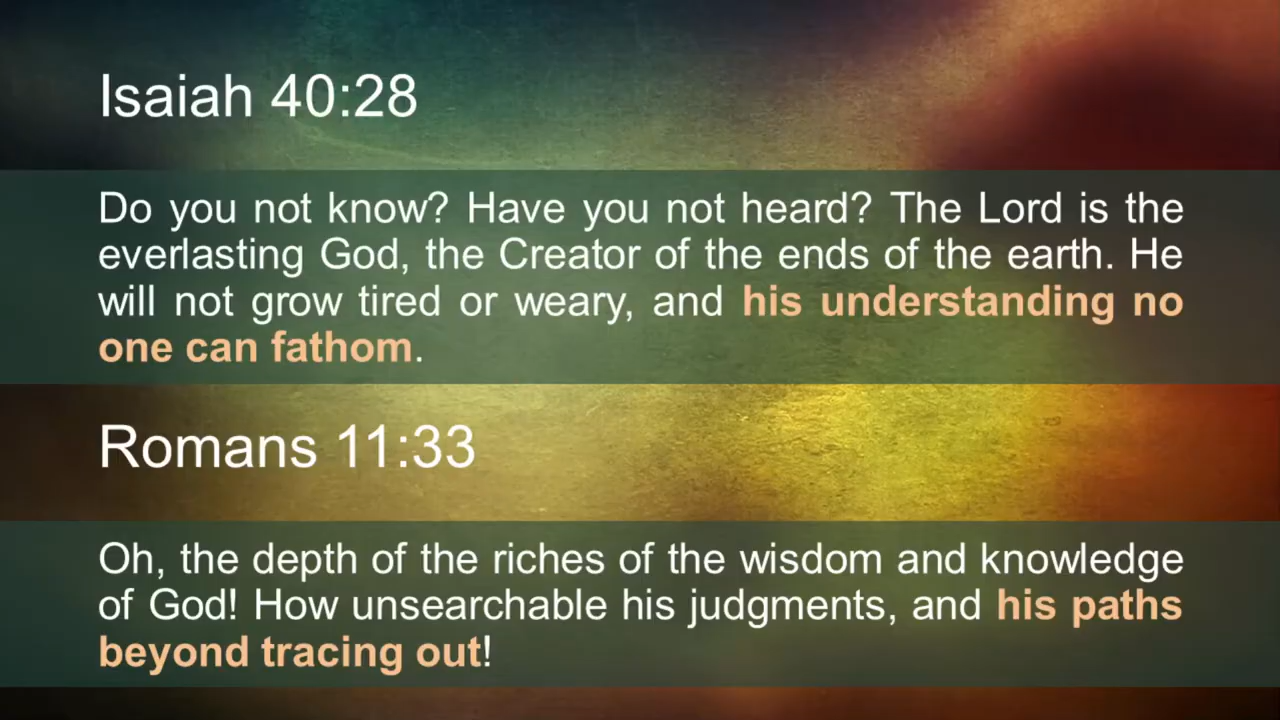 Isaiah 40:28
Do you not know? Have you not heard? The Lord is the
everlasting God, the Creator of the ends of the earth. He
will not grow tired or weary, and his understanding no
one can fathom.
Romans 11:33
Oh, the depth of the riches of the wisdom and knowledge
of God! How unsearchable his judgments, and his paths
beyond tracing out!